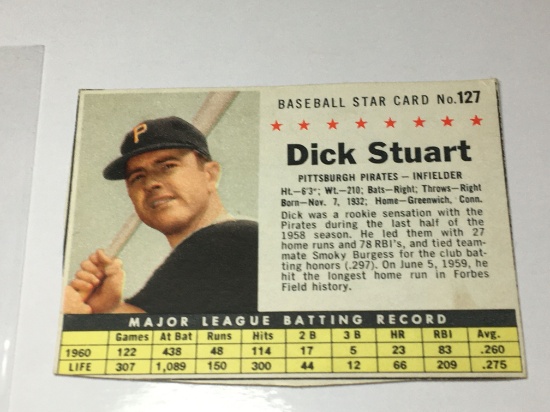 BASEBALL STAR CARD No.127
Dick Stuart
PITTSBURGH PIRATES — INFIELDER
Ht.—6'3"; Wt.—210; Bats—Right; Throws—Right
Born—Nov. 7, 1932; Home—Greenwich, Conn.
Dick was a rookie sensation with the
Pirates during the last half of the
1958 season. He led them with 27
home runs and 78 RBI's, and tied team-
mate Smoky Burgess for the club bat-
ting honors (.297). On June 5, 1959, he
hit the longest home run in Forbes
Field history.
P
MAJOR LEAGUE BATTING RECORD
Games At Bat Runs Hits 2 B 3 B HR RBI Avg.
1960 122 438 48 114 17 5 23 83 .260
LIFE 307 1,089 150 300 44 12 66 209 .275